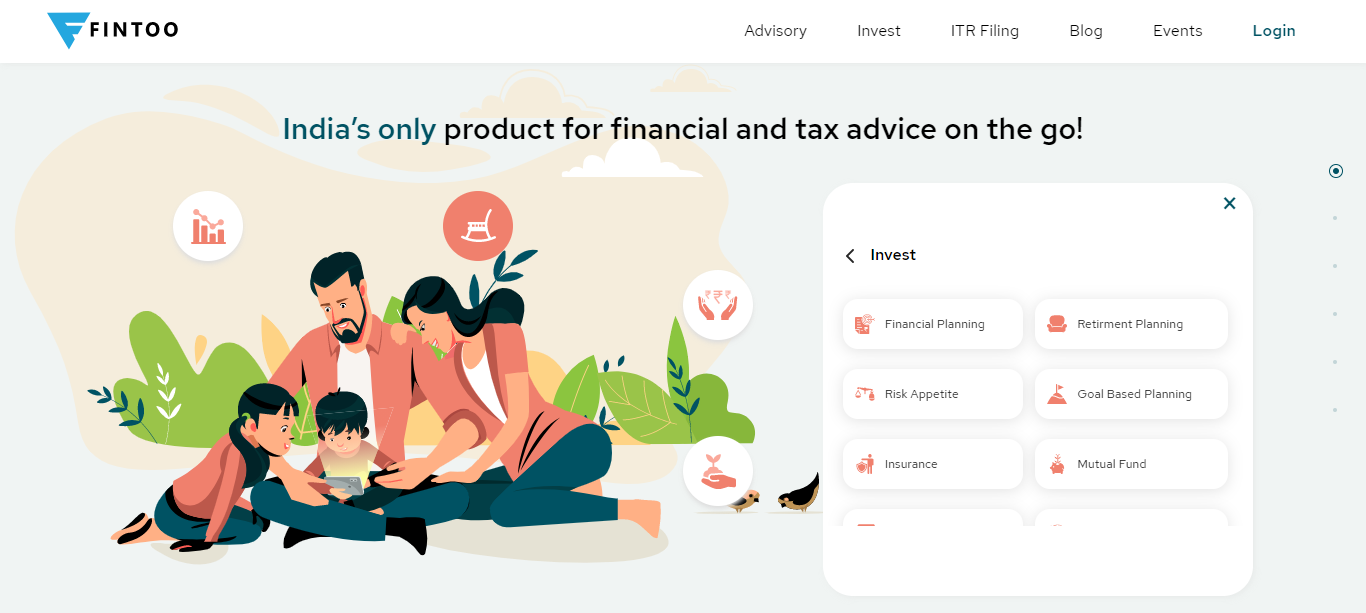 FINTOO
Advisory
Invest
ITR Filing
Blog
Events
Login
India's only product for financial and tax advice on the go!
Invest
Financial Planning
Retirment Planning
Risk Appetite
Goal Based Planning
Insurance
Mutual Fund